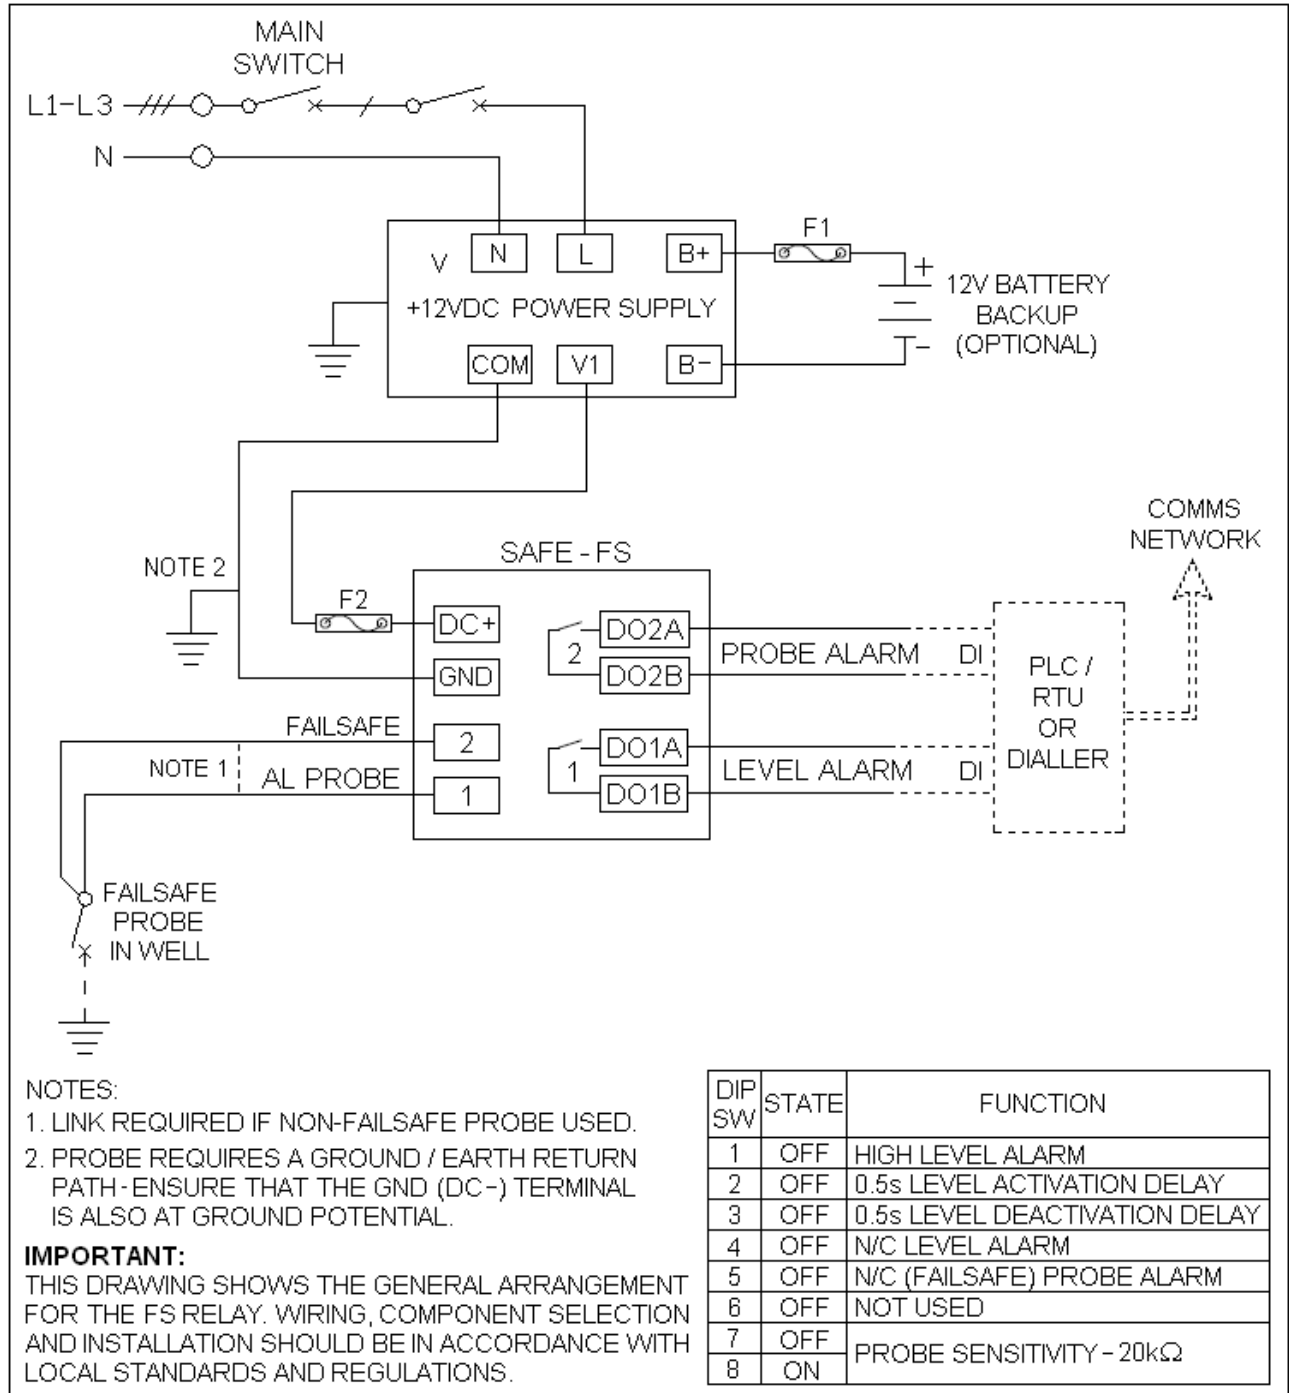 MAIN
SWITCH
L1-L3
N
V N L B+
F1
+12VDC POWER SUPPLY
+
12V BATTERY
BACKUP
(OPTIONAL)
-
COM V1 B-
COMMS
NETWORK
SAFE - FS
NOTE 2
F2
DC+
GND
DO2A
2
DO2B
PROBE ALARM DI
PLC /
RTU
OR
DIALLER
FAILSAFE
2
NOTE 1
AL PROBE
1
DO1A
1
DO1B
LEVEL ALARM DI
FAILSAFE
PROBE
IN WELL
NOTES:
1. LINK REQUIRED IF NON-FAILSAFE PROBE USED.
2. PROBE REQUIRES A GROUND / EARTH RETURN
PATH - ENSURE THAT THE GND (DC-) TERMINAL
IS ALSO AT GROUND POTENTIAL.
IMPORTANT:
THIS DRAWING SHOWS THE GENERAL ARRANGEMENT
FOR THE FS RELAY. WIRING, COMPONENT SELECTION
AND INSTALLATION SHOULD BE IN ACCORDANCE WITH
LOCAL STANDARDS AND REGULATIONS.
DIP SW STATE FUNCTION
1 OFF HIGH LEVEL ALARM
2 OFF 0.5s LEVEL ACTIVATION DELAY
3 OFF 0.5s LEVEL DEACTIVATION DELAY
4 OFF N/C LEVEL ALARM
5 OFF N/C (FAILSAFE) PROBE ALARM
6 OFF NOT USED
7 OFF PROBE SENSITIVITY - 20kΩ
8 ON